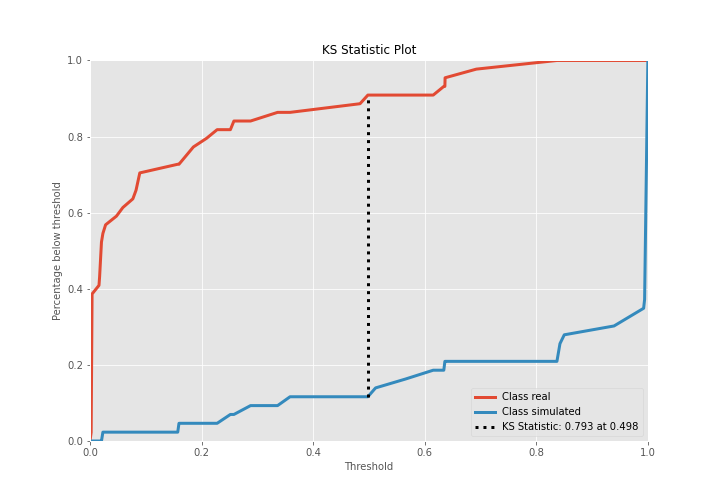 KS Statistic Plot
1.0
0.8
0.6
0.4
0.2
0.0
Percentage below threshold
0.0 0.2 0.4 0.6 0.8 1.0
Threshold
Class real
Class simulated
KS Statistic: 0.793 at 0.498